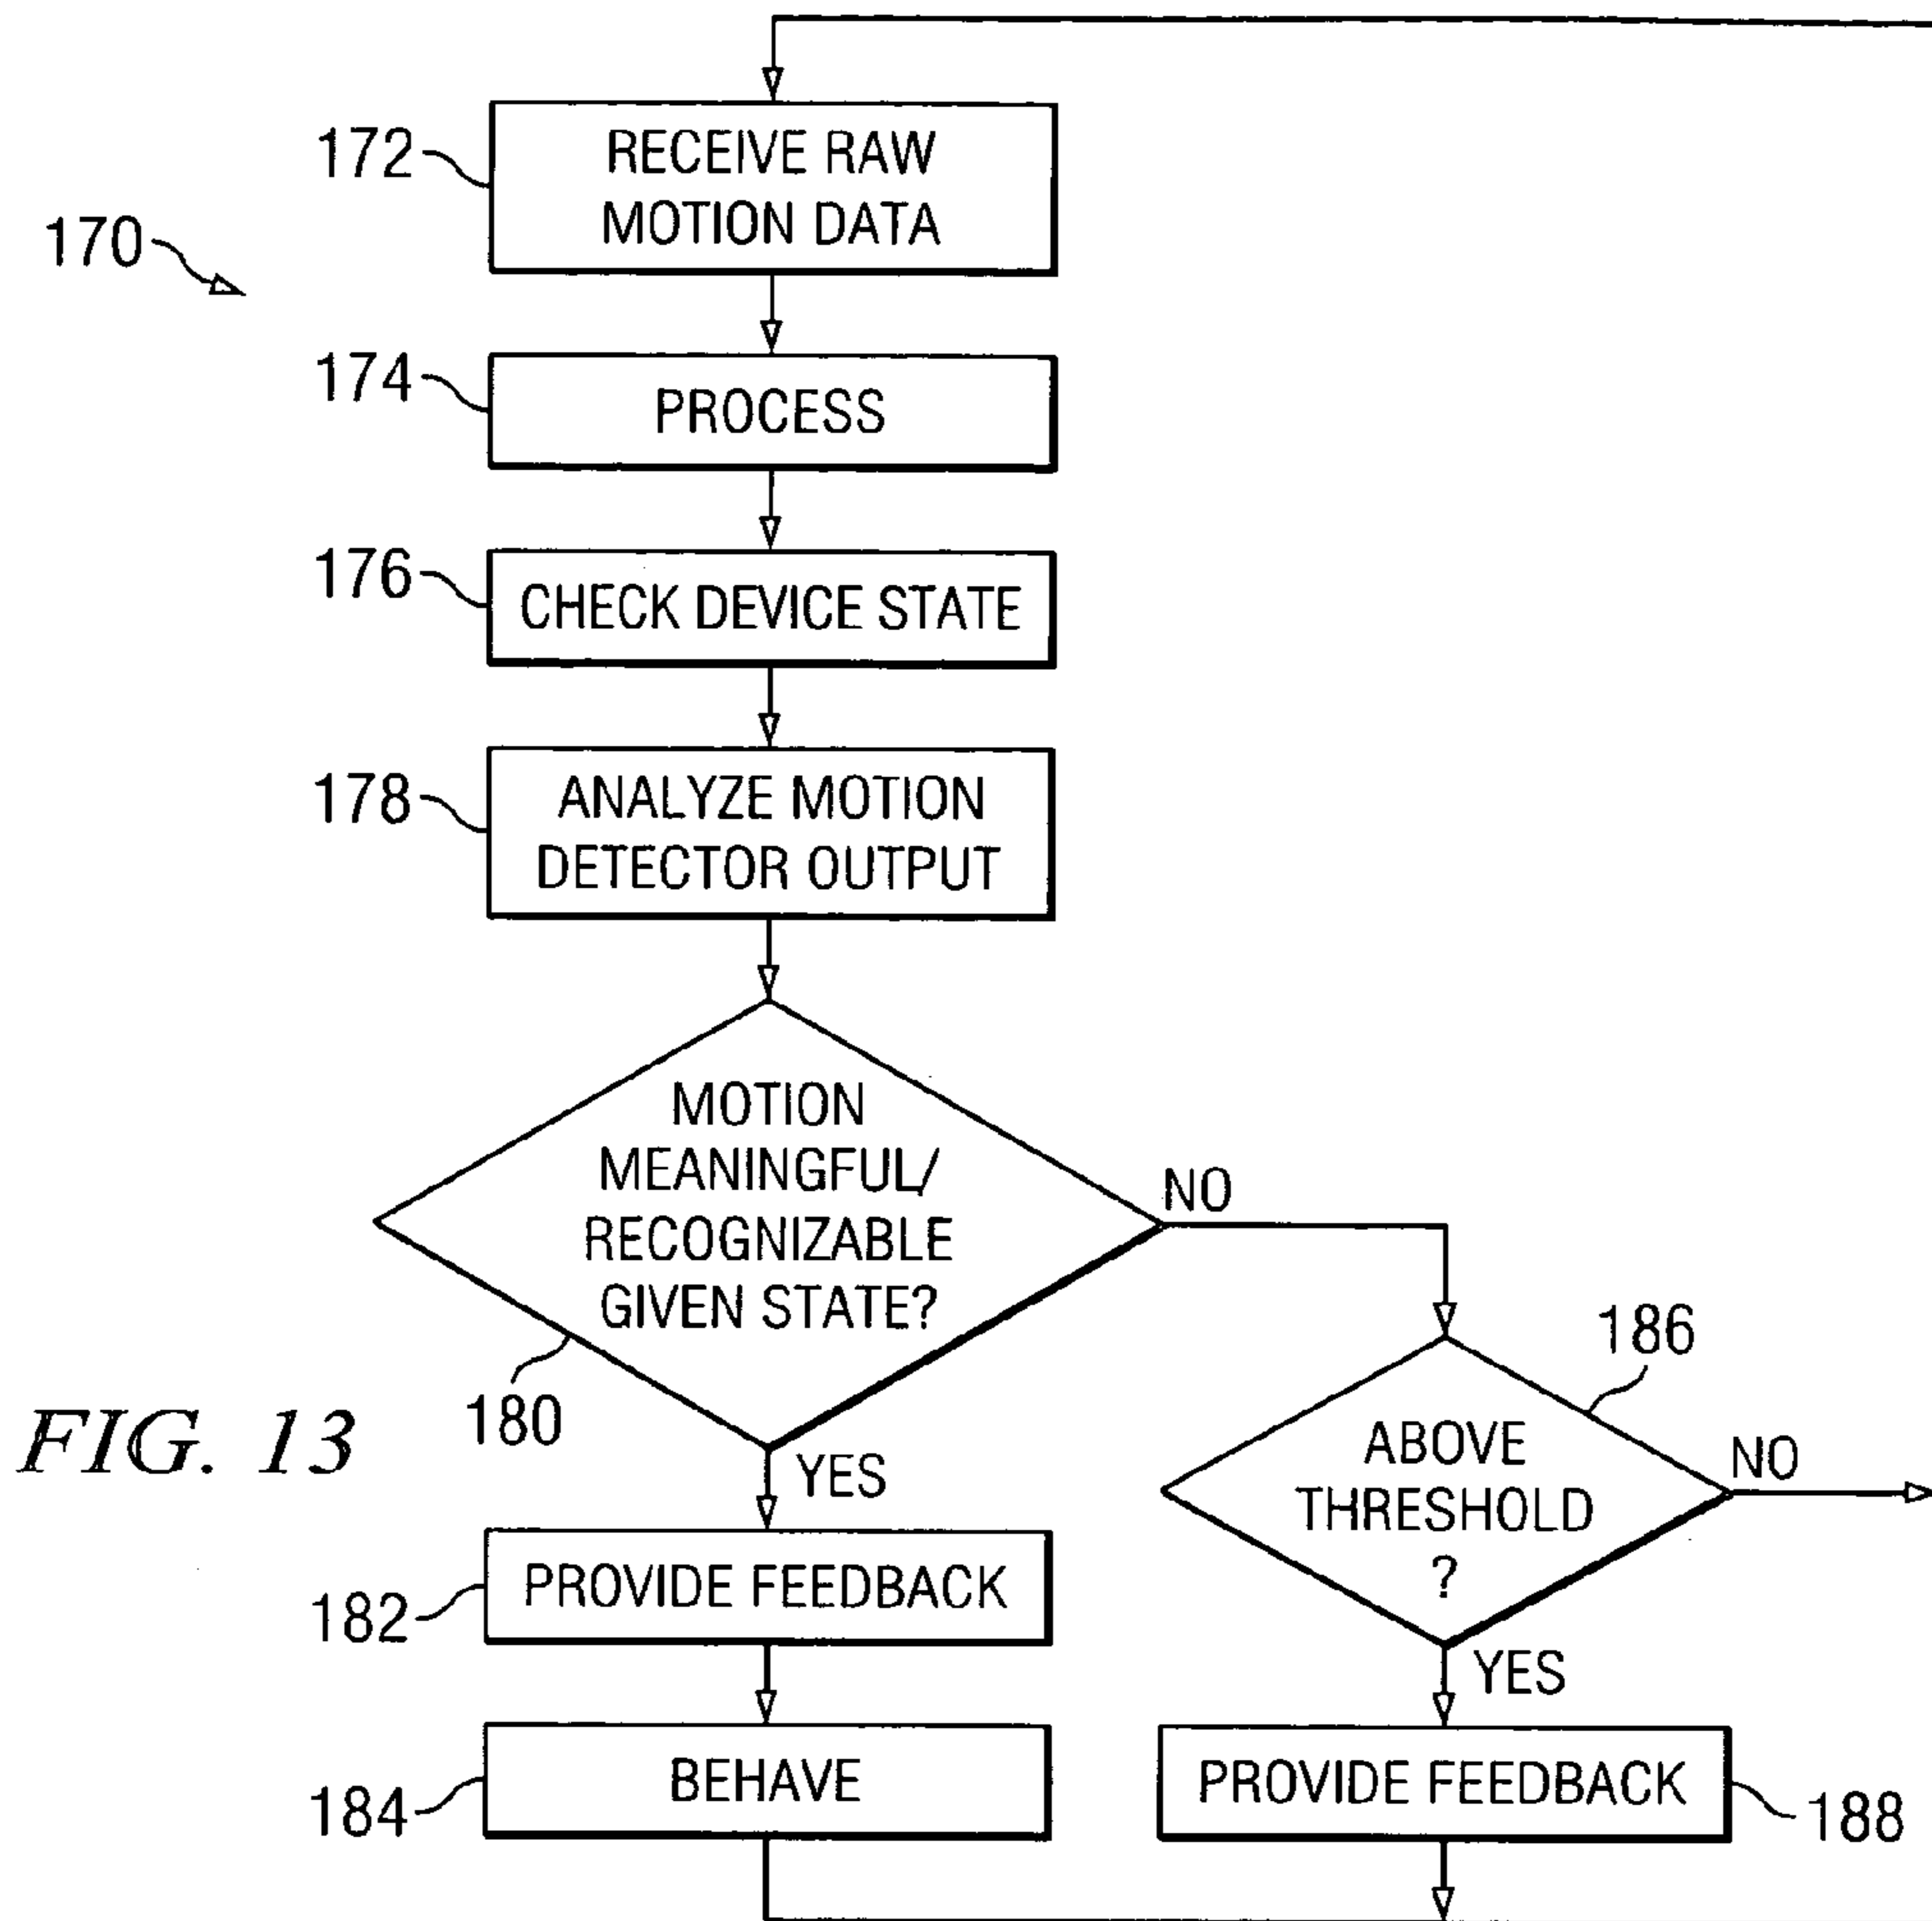 172
RECEIVE RAW
MOTION DATA
170
174
PROCESS
176
CHECK DEVICE STATE
178
ANALYZE MOTION
DETECTOR OUTPUT
MOTION
MEANINGFUL/
RECOGNIZABLE
GIVEN STATE?
NO
180
YES
186
ABOVE
THRESHOLD
?
NO
YES
FIG. 13
182
PROVIDE FEEDBACK
184
BEHAVE
PROVIDE FEEDBACK
188